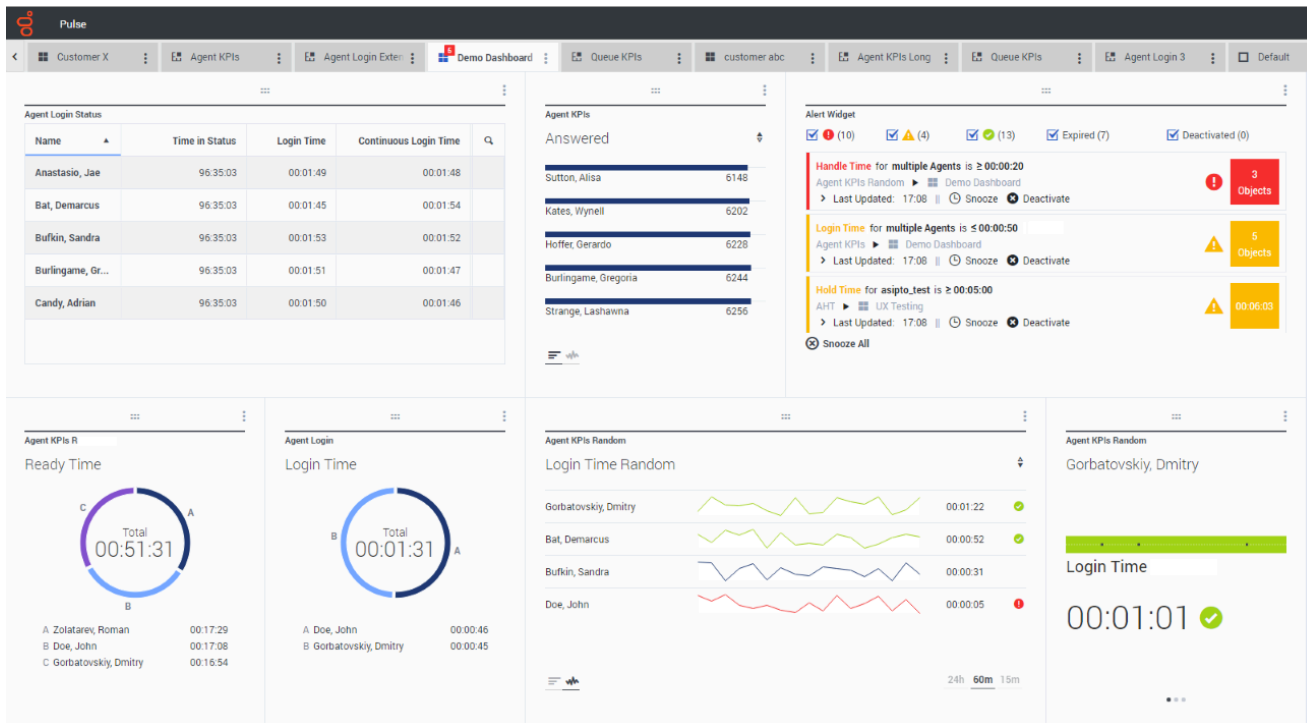 Pulse
Customer X
Agent KPIs
Agent Login Exten
5
Demo Dashboard
Queue KPIs
customer abc
Agent KPIs Long
Queue KPIs
Agent Login 3
Default
Agent Login Status
Name Time in Status Login Time Continuous Login Time
Anastasio, Jae 96:35:03 00:01:49 00:01:48
Bat, Demarcus 96:35:03 00:01:45 00:01:54
Bufkin, Sandra 96:35:03 00:01:53 00:01:52
Burlingame, Gr... 96:35:03 00:01:51 00:01:47
Candy, Adrian 96:35:03 00:01:50 00:01:46
Agent KPIs
Answered
Sutton, Alisa 6148
Kates, Wynell 6202
Hoffer, Gerardo 6228
Burlingame, Gregoria 6244
Strange, Lashawna 6256
Alert Widget
(10) (4) (13) Expired (7) Deactivated (0)
Handle Time for multiple Agents is ≥ 00:00:20
Agent KPIs Random Demo Dashboard
Last Updated: 17:08 || Snooze Deactivate
3
Objects
Login Time for multiple Agents is ≤ 00:00:50
Agent KPIs Demo Dashboard
Last Updated: 17:08 || Snooze Deactivate
5
Objects
Hold Time for asipto_test is ≥ 00:05:00
AHT UX Testing
Last Updated: 17:08 || Snooze Deactivate
00:06:03
Snooze All
Agent KPIs R
Ready Time
C
A
B
Total
00:51:31
A Zolatarev, Roman 00:17:29
B Doe, John 00:17:08
C Gorbatovskiy, Dmitry 00:16:54
Agent Login
Login Time
B
A
Total
00:01:31
A Doe, John 00:00:46
B Gorbatovskiy, Dmitry 00:00:45
Agent KPIs Random
Login Time Random
Gorbatovskiy, Dmitry 00:01:22
Bat, Demarcus 00:00:52
Bufkin, Sandra 00:00:31
Doe, John 00:00:05
24h 60m 15m
Agent KPIs Random
Gorbatovskiy, Dmitry
Login Time
00:01:01